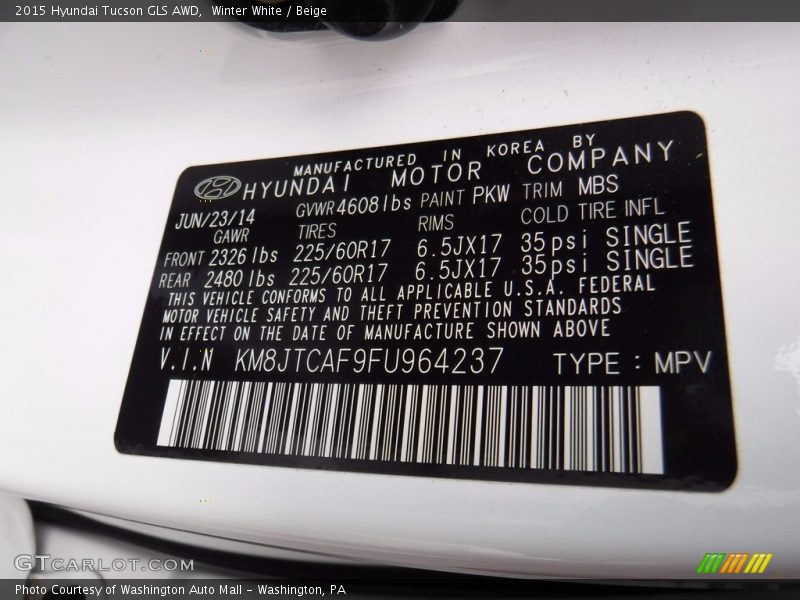 2015 Hyundai Tucson GLS AWD, Winter White / Beige
MANUFACTURED IN KOREA BY
HYUNDAI MOTOR COMPANY
JUN/23/14 GVWR 4608lbs PAINT PKW TRIM MBS
GAWR TIRES RIMS COLD TIRE INFL
FRONT 2326 lbs 225/60R17 6.5JX17 35psi SINGLE
REAR 2480 lbs 225/60R17 6.5JX17 35psi SINGLE
THIS VEHICLE CONFORMS TO ALL APPLICABLE U.S.A. FEDERAL
MOTOR VEHICLE SAFETY AND THEFT PREVENTION STANDARDS
IN EFFECT ON THE DATE OF MANUFACTURE SHOWN ABOVE
V.I.N KM8JTCAF9FU964237 TYPE : MPV
GTcarlot.com
Photo Courtesy of Washington Auto Mall - Washington, PA